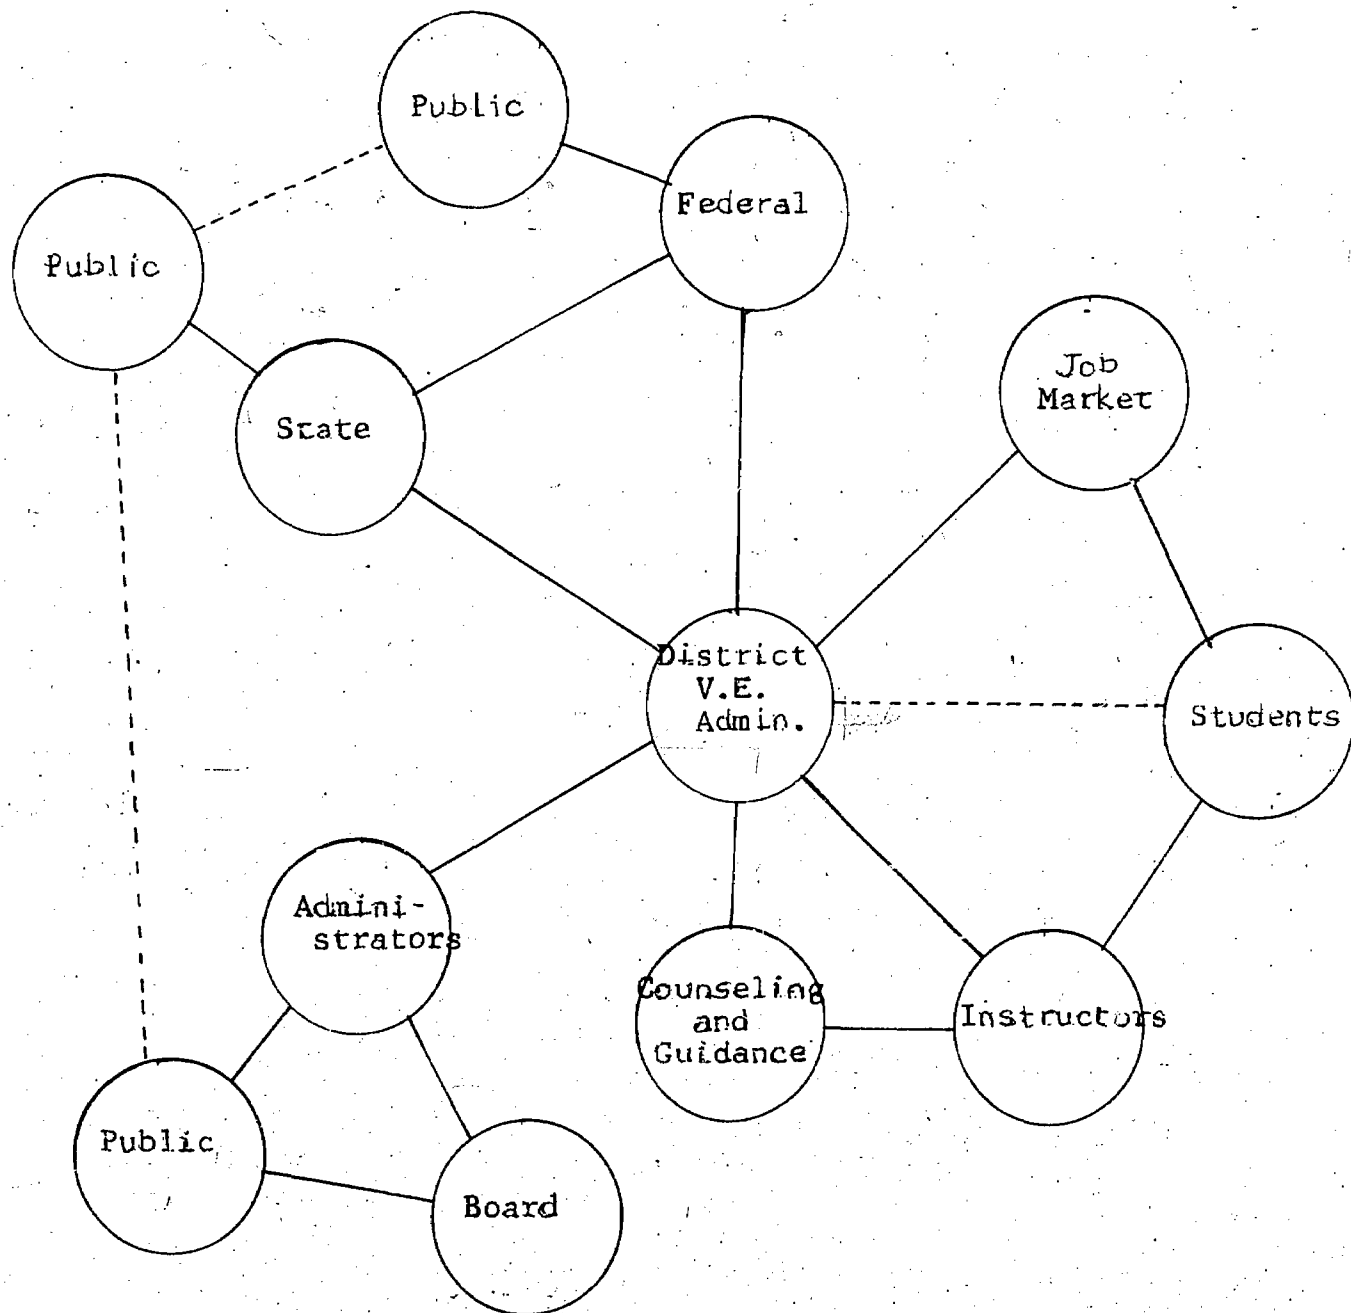 Public
Federal
Public
Job
Market
State
District
V.E.
Admin.
Students
Admini-
strators
Counseling
and
Guidance
Instructors
Public
Board